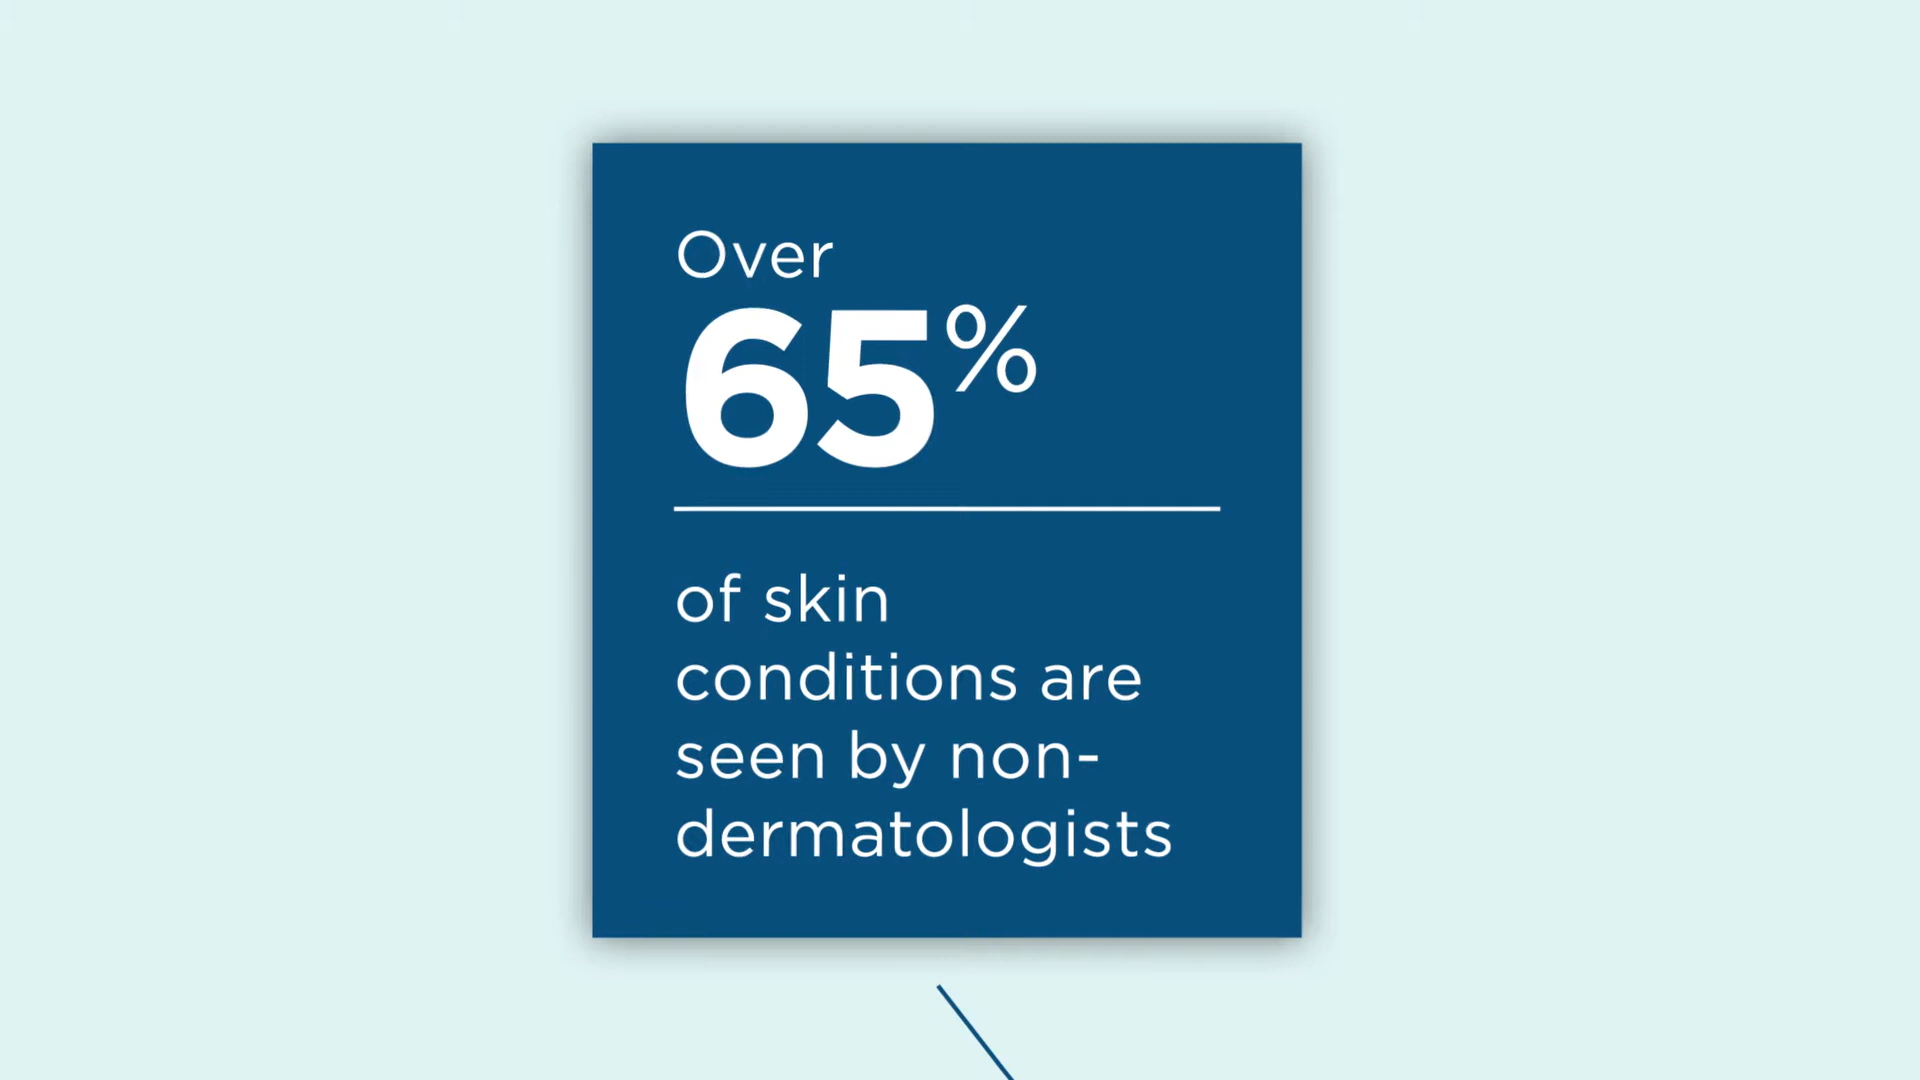 Over
65%
of skin
conditions are
seen by non-
dermatologists